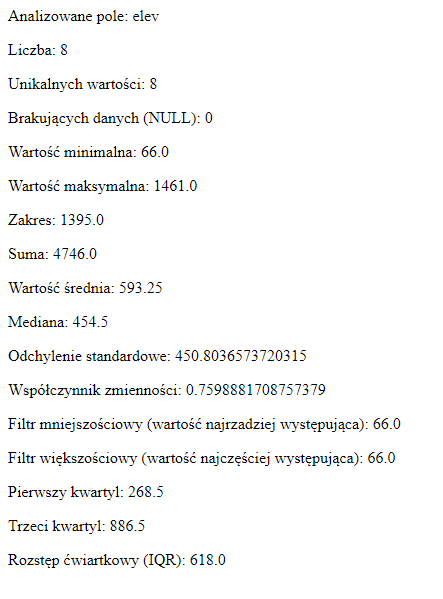 Analizowane pole: elev
Liczba: 8
Unikalnych wartości: 8
Brakujących danych (NULL): 0
Wartość minimalna: 66.0
Wartość maksymalna: 1461.0
Zakres: 1395.0
Suma: 4746.0
Wartość średnia: 593.25
Mediana: 454.5
Odchylenie standardowe: 450.8036573720315
Współczynnik zmienności: 0.7598881708757379
Filtr mniejszościowy (wartość najrzadziej występująca): 66.0
Filtr większościowy (wartość najczęściej występująca): 66.0
Pierwszy kwartyl: 268.5
Trzeci kwartyl: 886.5
Rozstęp ćwiartkowy (IQR): 618.0